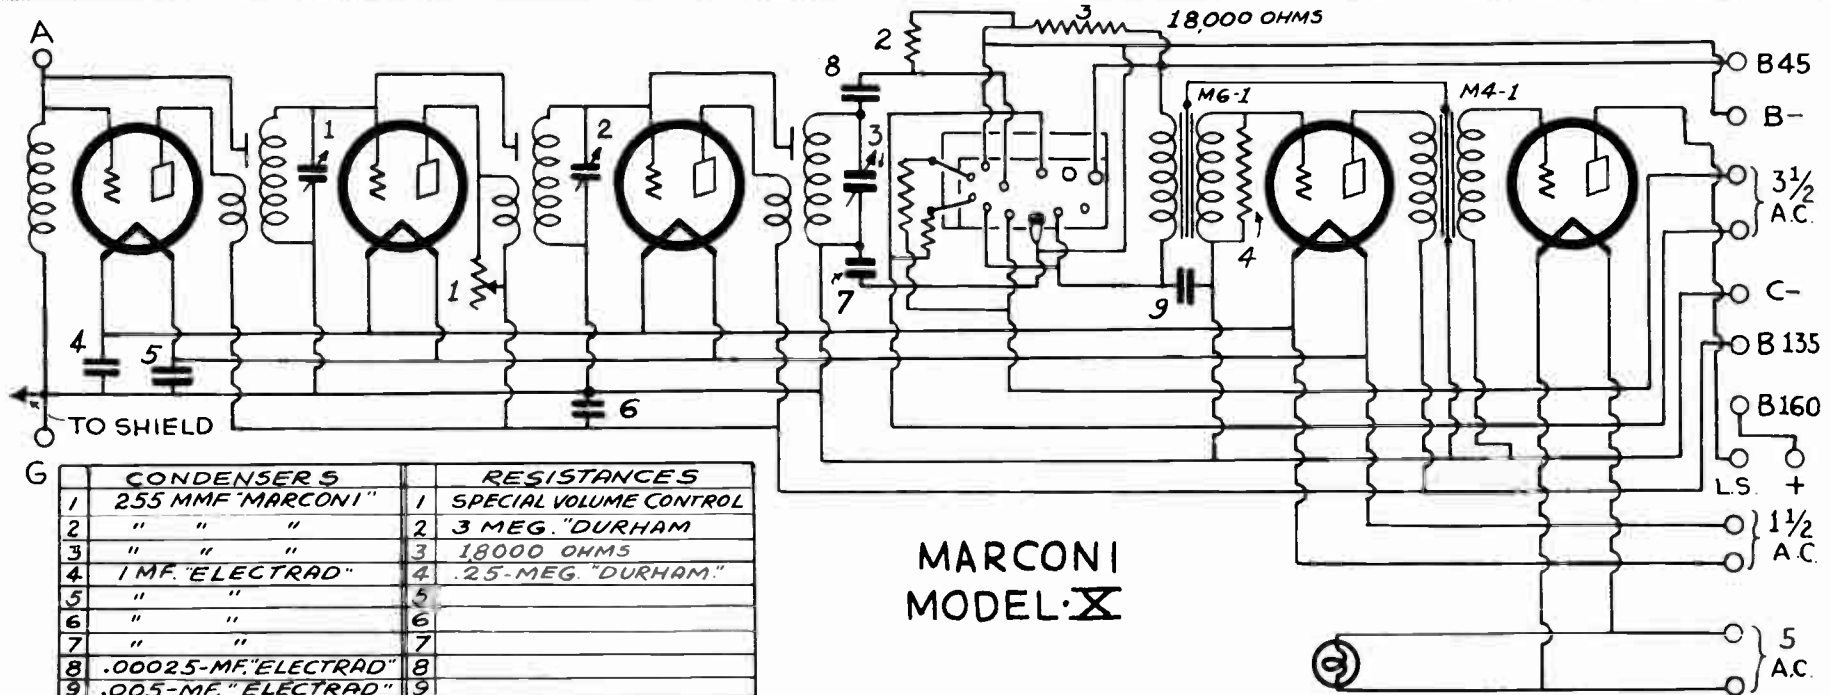 A
1
1
2
8
2
3
18,000 OHMS
3
7
M6-1
4
9
M4-1
B45
B-
3½
A.C.
C-
B 135
B160
L.S. +
1½
A.C.
5
A.C.
4
5
6
TO SHIELD
G
CONDENSERS RESISTANCES
1 255 MMF "MARCONI" 1 SPECIAL VOLUME CONTROL
2 " " " 2 3 MEG. "DURHAM
3 " " " 3 18000 OHMS
4 1 MF. "ELECTRAD" 4 .25-MEG. "DURHAM."
5 " " 5
6 " " 6
7 " " 7
8 .00025-MF. "ELECTRAD" 8
9 .005-MF. "ELECTRAD" 9
MARCONI
MODEL·X